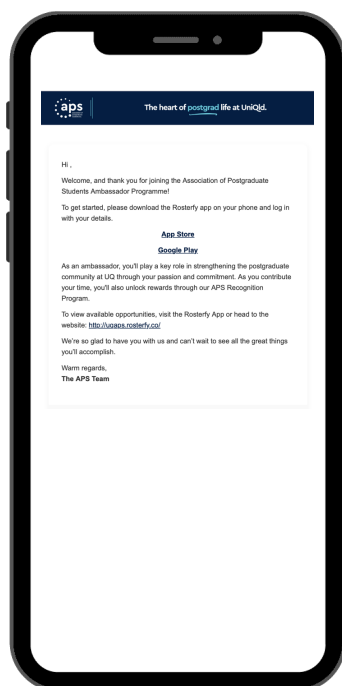 aps
The heart of postgrad life at UniQld.
Hi ,
Welcome, and thank you for joining the Association of Postgraduate
Students Ambassador Programme!
To get started, please download the Rosterfy app on your phone and log in
with your details.
App Store
Google Play
As an ambassador, you'll play a key role in strengthening the postgraduate
community at UQ through your passion and commitment. As you contribute
your time, you'll also unlock rewards through our APS Recognition
Program.
To view available opportunities, visit the Rosterfy App or head to the
website: http://uqaps.rosterfy.co/
We're so glad to have you with us and can't wait to see all the great things
you'll accomplish.
Warm regards,
The APS Team